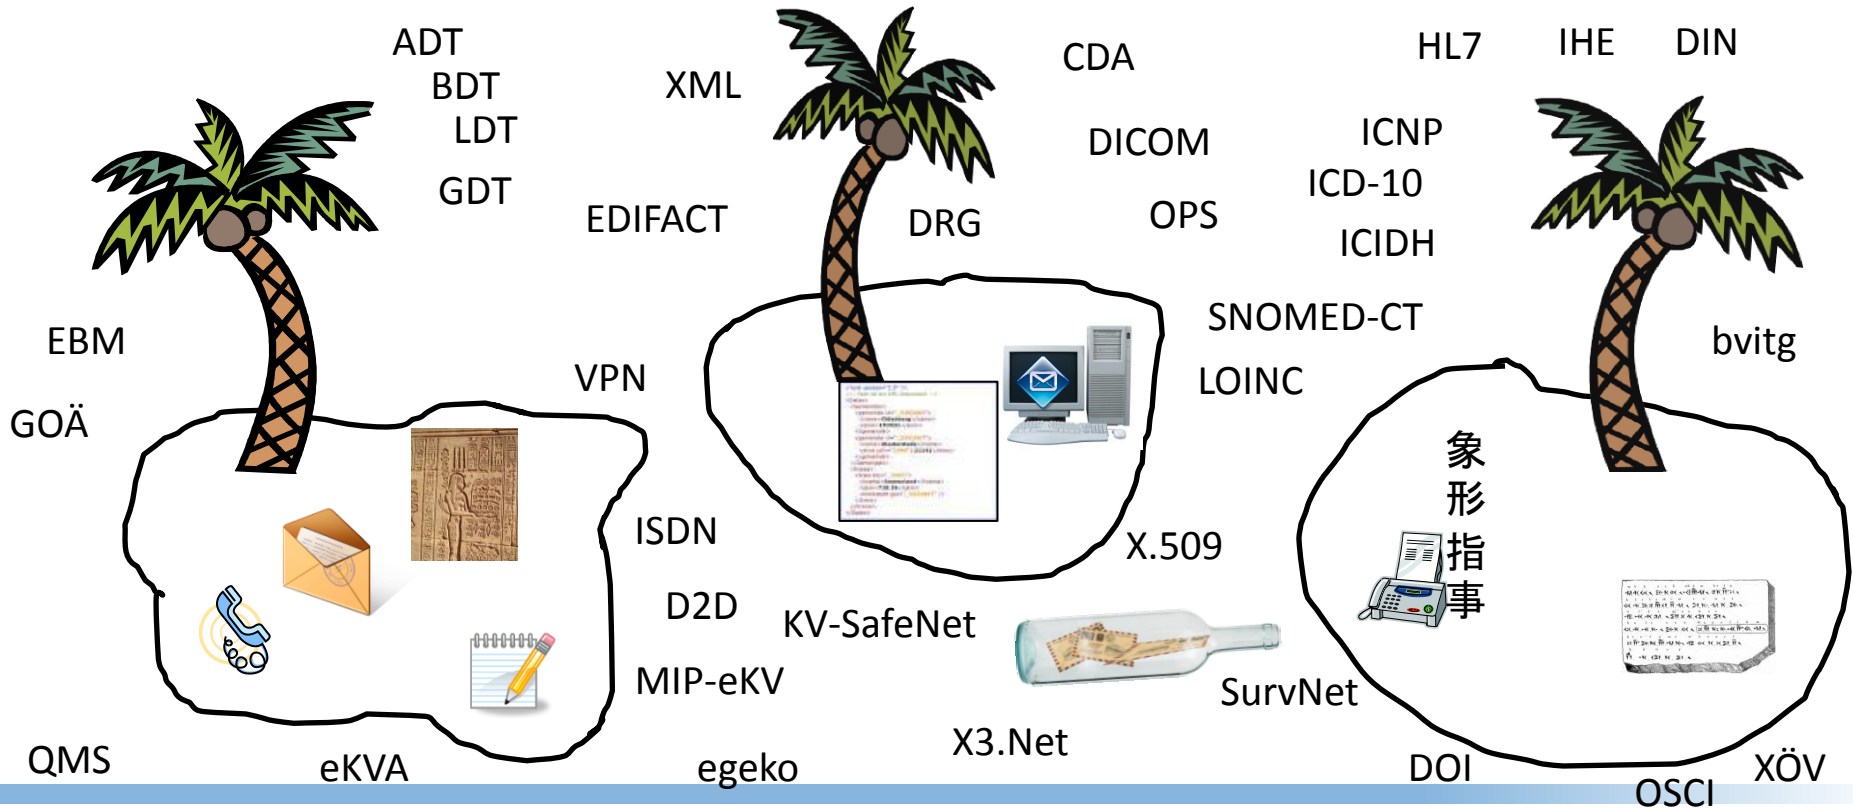 ADT
BDT
LDT
GDT
XML
EDIFACT
CDA
DICOM
DRG
OPS
HL7
IHE
DIN
ICNP
ICD-10
ICIDH
SNOMED-CT
LOINC
bvitg
EBM
GOÄ
VPN
ISDN
D2D
MIP-eKV
KV-SafeNet
X.509
SurvNet
X3.Net
象形指事
QMS
eKVA
egeko
DOI
OSCI
XÖV